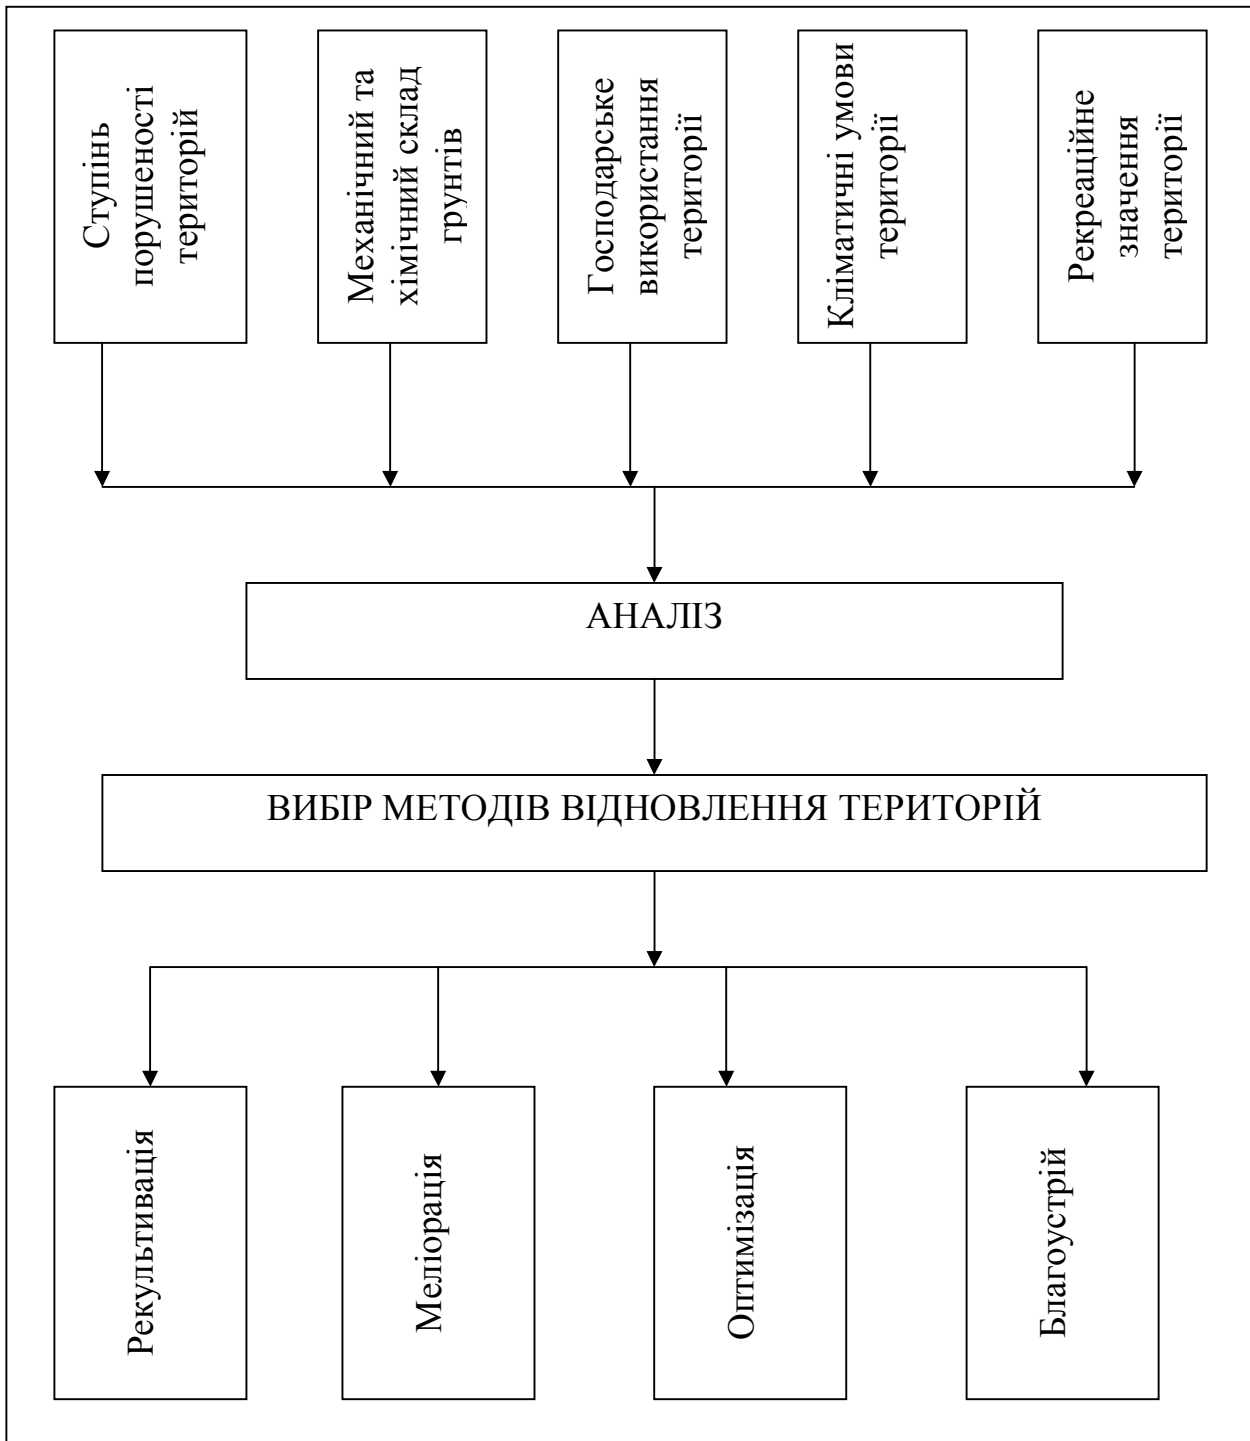 Ступінь
порушеності
територій
Механічний та
хімічний склад
грунтів
Господарське
використання
території
Кліматичні умови
території
Рекреаційне
значення
території
АНАЛІЗ
ВИБІР МЕТОДІВ ВІДНОВЛЕННЯ ТЕРИТОРІЙ
Рекультивація
Меліорація
Оптимізація
Благоустрій